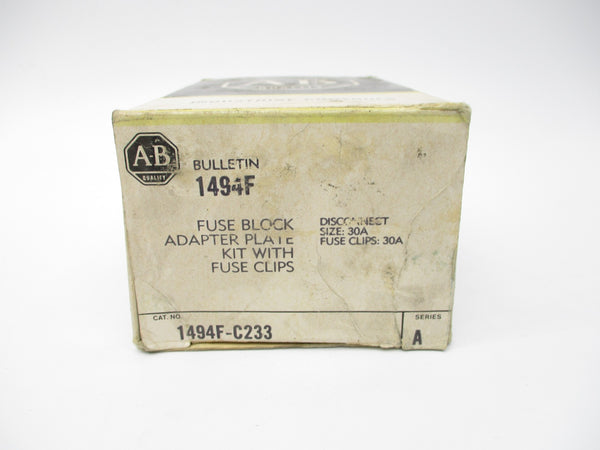 A-B
QUALITY
A-B
QUALITY
BULLETIN
1494F
FUSE BLOCK
ADAPTER PLATE
KIT WITH
FUSE CLIPS
DISCONNECT
SIZE: 30A
FUSE CLIPS: 30A
CAT. NO.
1494F-C233
SERIES
A